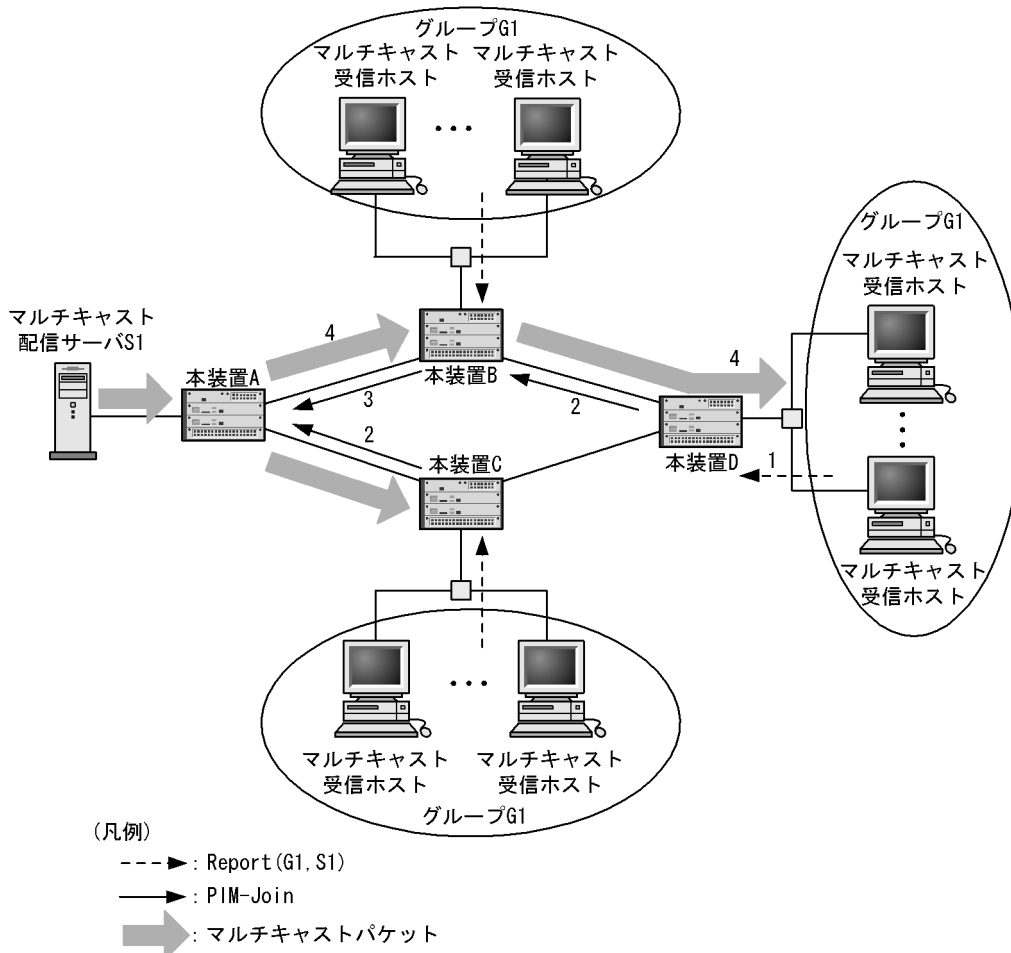 グループG1
マルチキャスト
受信ホスト
マルチキャスト
受信ホスト
グループG1
マルチキャスト
受信ホスト
マルチキャスト
配信サーバS1
本装置A
4
本装置B
3
2
2
4
本装置C
本装置D
1
マルチキャスト
受信ホスト
マルチキャスト
受信ホスト
マルチキャスト
受信ホスト
グループG1
(凡例)
: Report(G1,S1)
: PIM-Join
: マルチキャストパケット